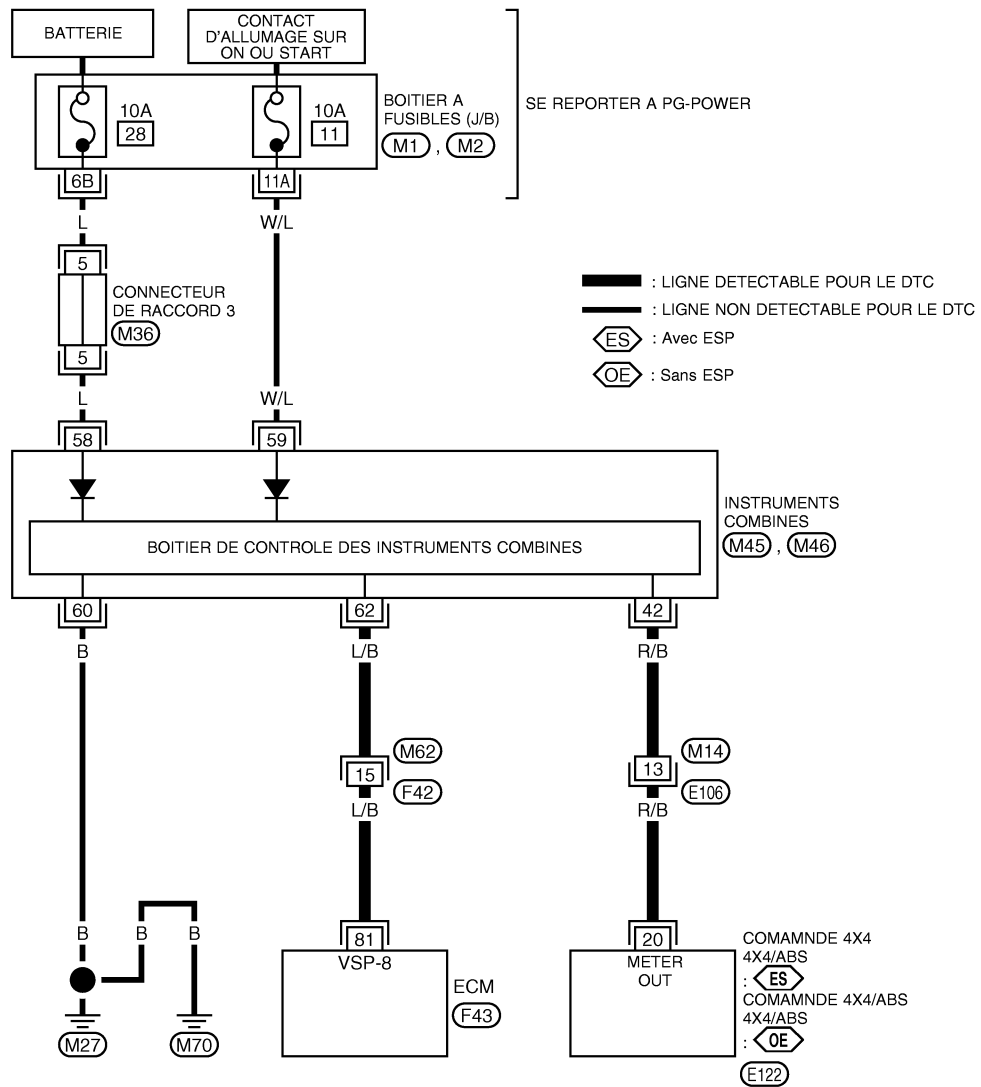 BATTERIE
CONTACT
D'ALLUMAGE SUR
ON OU START
10A
28
10A
11
BOITIER A
FUSIBLES (J/B)
M1 , M2
SE REPORTER A PG-POWER
6B
11A
L
W/L
5
CONNECTEUR
DE RACCORD 3
M36
5
: LIGNE DETECTABLE POUR LE DTC
: LIGNE NON DETECTABLE POUR LE DTC
ES : Avec ESP
OE : Sans ESP
L
W/L
58
59
BOITIER DE CONTROLE DES INSTRUMENTS COMBINES
INSTRUMENTS
COMBINES
M45 , M46
60
62
42
B
L/B
R/B
M62
15
F42
M14
13
E106
L/B
R/B
B
B
B
81
VSP-8
ECM
F43
20
METER
OUT
COMAMNDE 4X4
4X4/ABS
: ES
COMAMNDE 4X4/ABS
4X4/ABS
: OE
E122
M27
M70